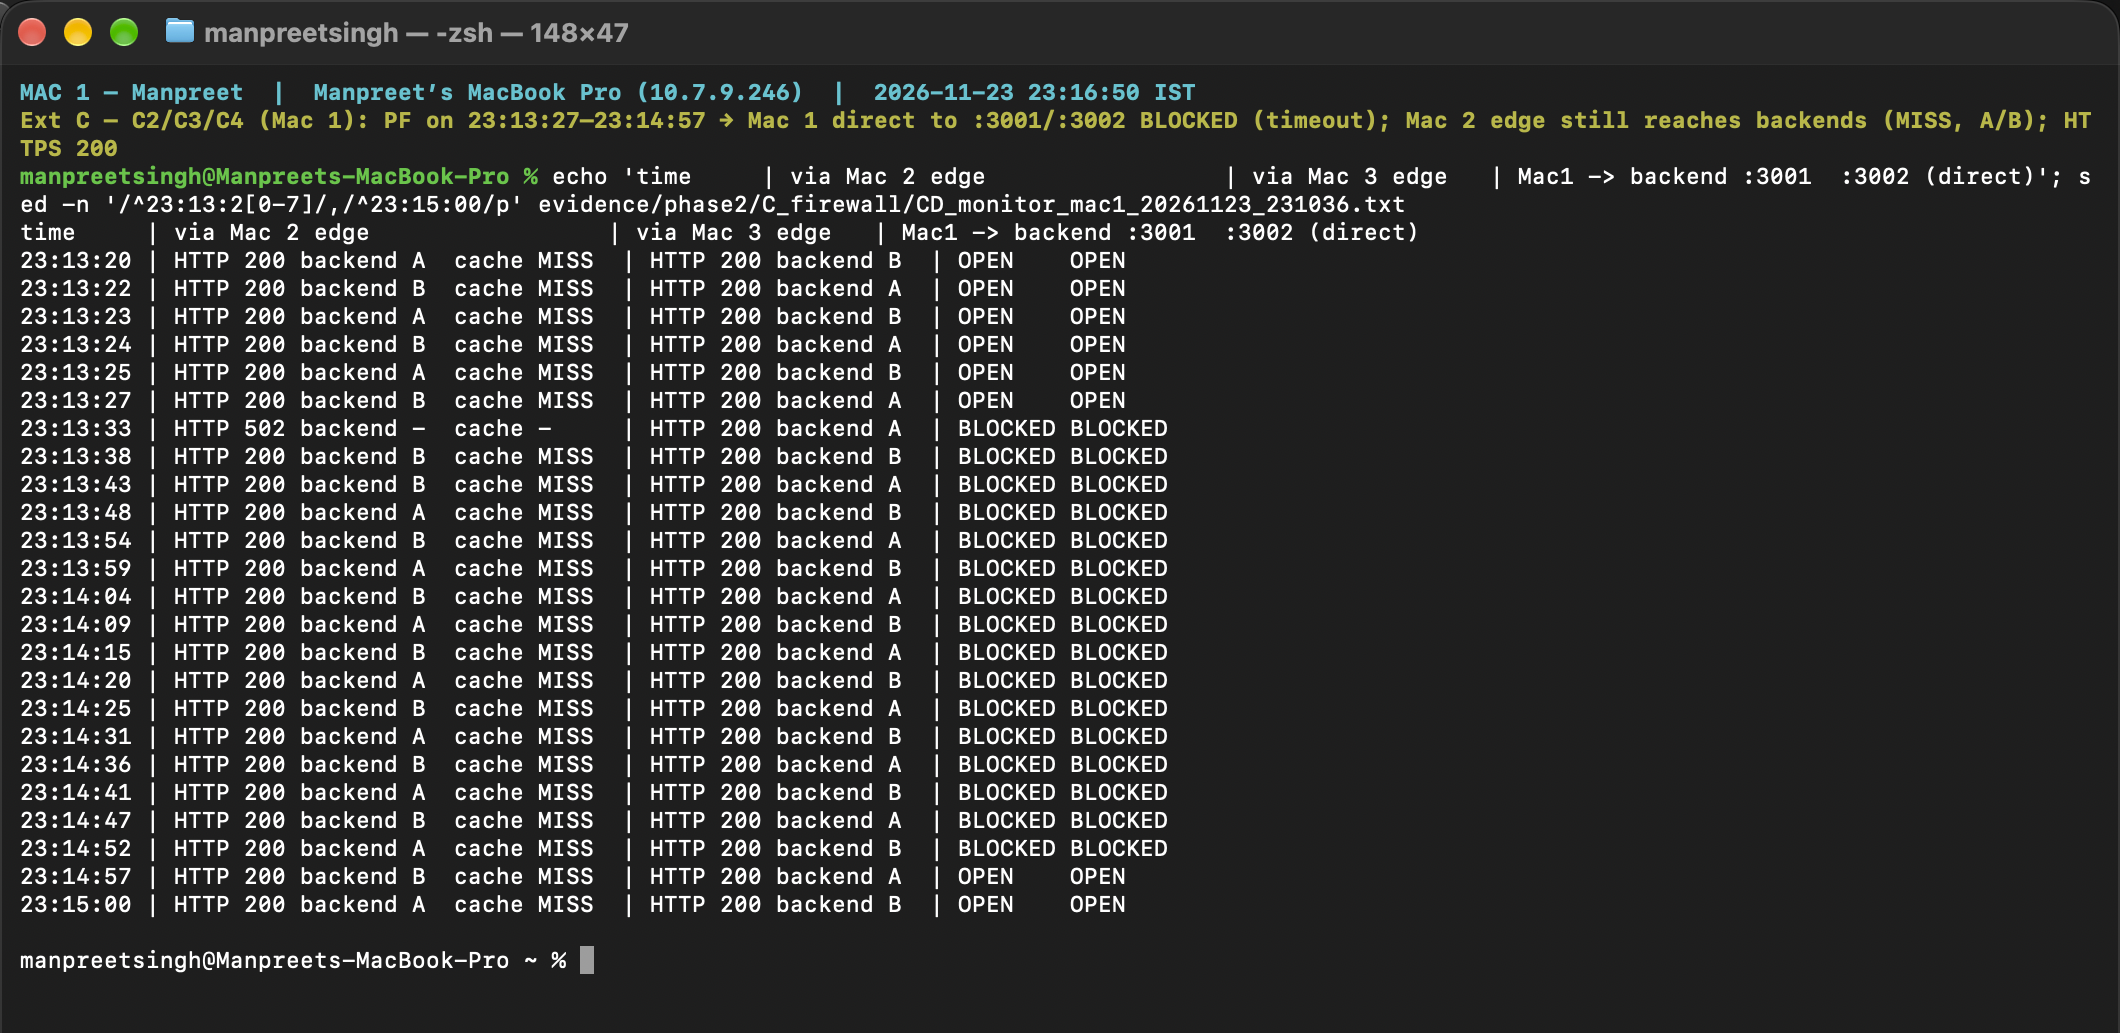 manpreetsingh — -zsh — 148×47
MAC 1 — Manpreet  |  Manpreet’s MacBook Pro (10.7.9.246)  |  2026-11-23 23:16:50 IST
Ext C — C2/C3/C4 (Mac 1): PF on 23:13:27–23:14:57 → Mac 1 direct to :3001/:3002 BLOCKED (timeout); Mac 2 edge still reaches backends (MISS, A/B); HT
TPS 200
manpreetsingh@Manpreets-MacBook-Pro % echo 'time     | via Mac 2 edge                 | via Mac 3 edge   | Mac1 -> backend :3001  :3002 (direct)'; s
ed -n '/^23:13:2[0-7]/,/^23:15:00/p' evidence/phase2/C_firewall/CD_monitor_mac1_20261123_231036.txt
time     | via Mac 2 edge                 | via Mac 3 edge   | Mac1 -> backend :3001  :3002 (direct)
23:13:20 | HTTP 200 backend A  cache MISS  | HTTP 200 backend B  | OPEN    OPEN
23:13:22 | HTTP 200 backend B  cache MISS  | HTTP 200 backend A  | OPEN    OPEN
23:13:23 | HTTP 200 backend A  cache MISS  | HTTP 200 backend B  | OPEN    OPEN
23:13:24 | HTTP 200 backend B  cache MISS  | HTTP 200 backend A  | OPEN    OPEN
23:13:25 | HTTP 200 backend A  cache MISS  | HTTP 200 backend B  | OPEN    OPEN
23:13:27 | HTTP 200 backend B  cache MISS  | HTTP 200 backend A  | OPEN    OPEN
23:13:33 | HTTP 502 backend -  cache -     | HTTP 200 backend A  | BLOCKED BLOCKED
23:13:38 | HTTP 200 backend B  cache MISS  | HTTP 200 backend B  | BLOCKED BLOCKED
23:13:43 | HTTP 200 backend B  cache MISS  | HTTP 200 backend A  | BLOCKED BLOCKED
23:13:48 | HTTP 200 backend A  cache MISS  | HTTP 200 backend B  | BLOCKED BLOCKED
23:13:54 | HTTP 200 backend B  cache MISS  | HTTP 200 backend A  | BLOCKED BLOCKED
23:13:59 | HTTP 200 backend A  cache MISS  | HTTP 200 backend B  | BLOCKED BLOCKED
23:14:04 | HTTP 200 backend B  cache MISS  | HTTP 200 backend A  | BLOCKED BLOCKED
23:14:09 | HTTP 200 backend A  cache MISS  | HTTP 200 backend B  | BLOCKED BLOCKED
23:14:15 | HTTP 200 backend B  cache MISS  | HTTP 200 backend A  | BLOCKED BLOCKED
23:14:20 | HTTP 200 backend A  cache MISS  | HTTP 200 backend B  | BLOCKED BLOCKED
23:14:25 | HTTP 200 backend B  cache MISS  | HTTP 200 backend A  | BLOCKED BLOCKED
23:14:31 | HTTP 200 backend A  cache MISS  | HTTP 200 backend B  | BLOCKED BLOCKED
23:14:36 | HTTP 200 backend B  cache MISS  | HTTP 200 backend A  | BLOCKED BLOCKED
23:14:41 | HTTP 200 backend A  cache MISS  | HTTP 200 backend B  | BLOCKED BLOCKED
23:14:47 | HTTP 200 backend B  cache MISS  | HTTP 200 backend A  | BLOCKED BLOCKED
23:14:52 | HTTP 200 backend A  cache MISS  | HTTP 200 backend B  | BLOCKED BLOCKED
23:14:57 | HTTP 200 backend B  cache MISS  | HTTP 200 backend A  | OPEN    OPEN
23:15:00 | HTTP 200 backend A  cache MISS  | HTTP 200 backend B  | OPEN    OPEN
manpreetsingh@Manpreets-MacBook-Pro ~ %